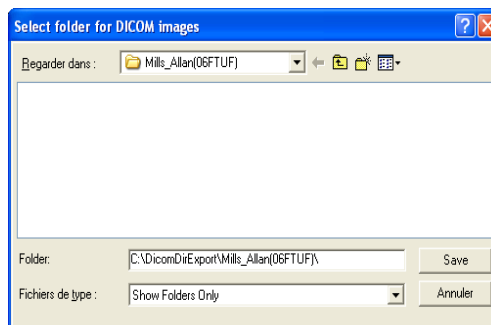 Select folder for DICOM images
Regarder dans : Mills_Allan(06FTUF)
Folder: C:\DicomDirExport\Mills_Allan(06FTUF)\ Save
Fichiers de type : Show Folders Only Annuler